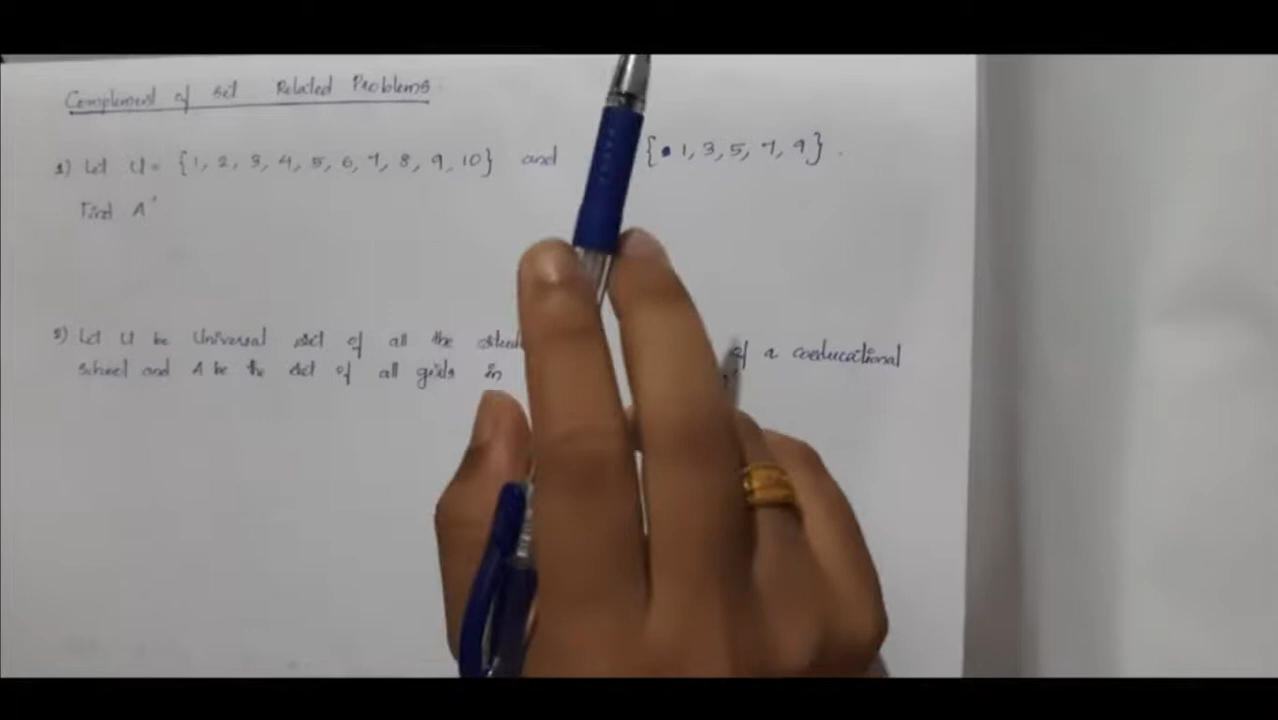 Complement of set Related Problems
1) Let U = {1, 2, 3, 4, 5, 6, 7, 8, 9, 10} and {1, 3, 5, 7, 9}.
Find A'
Let U be Universal set of all the of a coeducational
School and A be the set of all girls in